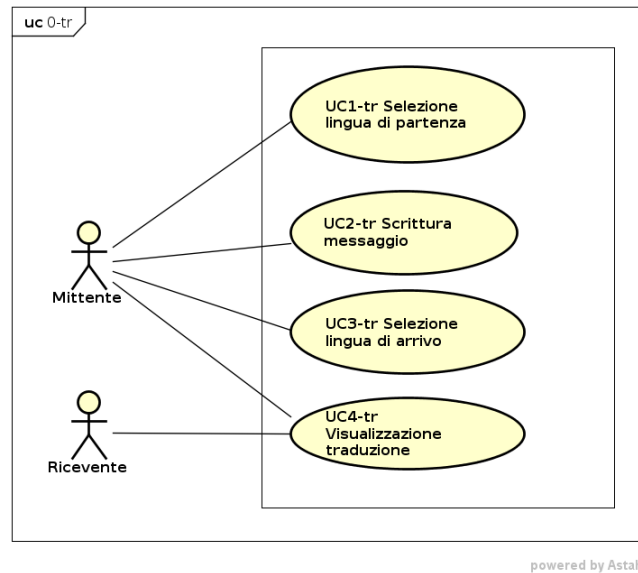 uc 0-tr
UC1-tr Selezione
lingua di partenza
UC2-tr Scrittura
messaggio
Mittente
UC3-tr Selezione
lingua di arrivo
UC4-tr
Visualizzazione
traduzione
Ricevente
powered by Astah